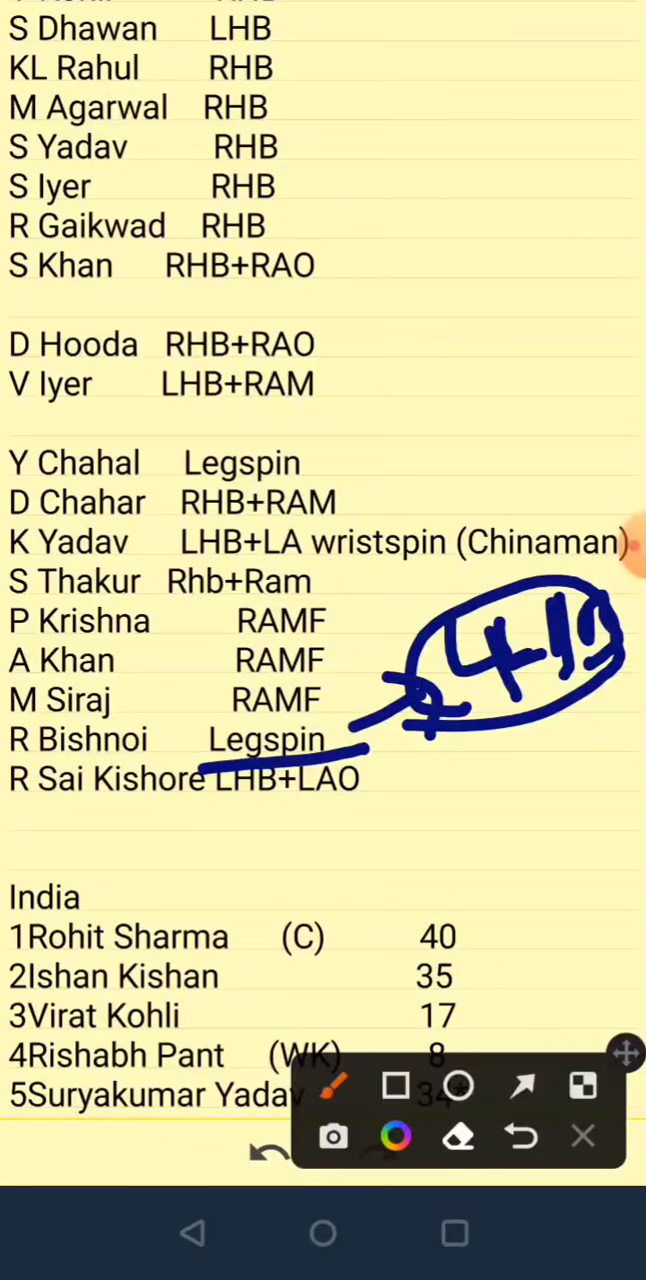 S Dhawan LHB
KL Rahul RHB
M Agarwal RHB
S Yadav RHB
S Iyer RHB
R Gaikwad RHB
S Khan RHB+RAO
D Hooda RHB+RAO
V Iyer LHB+RAM
Y Chahal Legspin
D Chahar RHB+RAM
K Yadav LHB+LA wristspin (Chinaman)
S Thakur Rhb+Ram
P Krishna RAMF
A Khan RAMF
M Siraj RAMF
R Bishnoi Legspin
R Sai Kishore LHB+LAO
India
1Rohit Sharma (C) 40
2Ishan Kishan 35
3Virat Kohli 17
4Rishabh Pant (WK) 8
5Suryakumar Yadav 34*